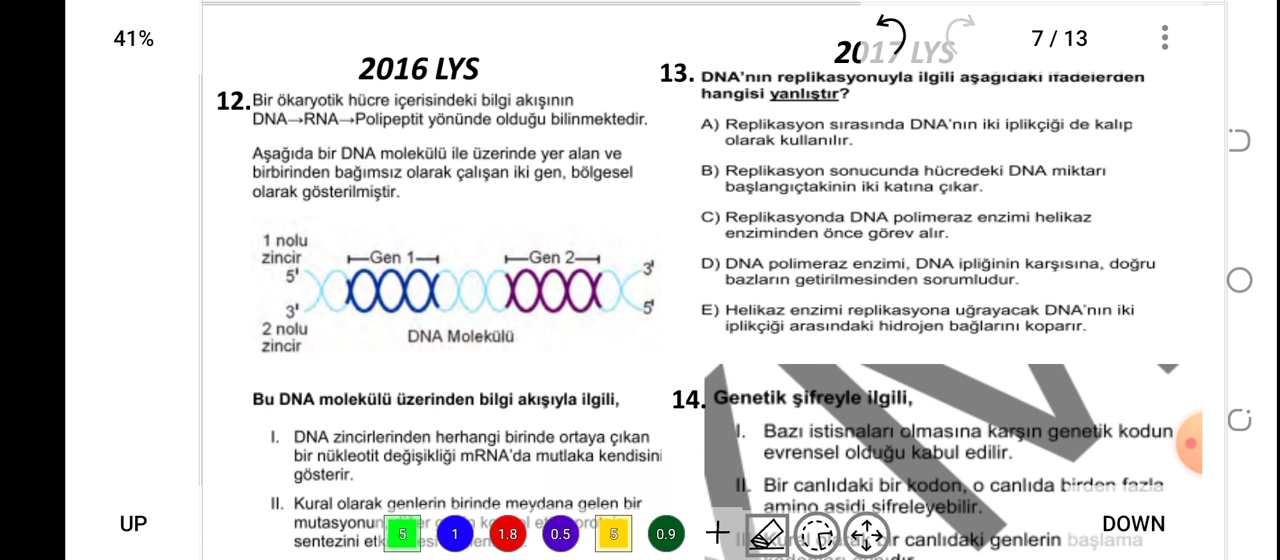 41%
7 / 13
2016 LYS
12. Bir ökaryotik hücre içerisindeki bilgi akışının
DNA→RNA→Polipeptit yönünde olduğu bilinmektedir.
Aşağıda bir DNA molekülü ile üzerinde yer alan ve
birbirinden bağımsız olarak çalışan iki gen, bölgesel
olarak gösterilmiştir.
1 nolu
zincir
Gen 1
Gen 2
5'
3'
3'
5'
2 nolu
zincir
DNA Molekülü
Bu DNA molekülü üzerinden bilgi akışıyla ilgili,
I. DNA zincirlerinden herhangi birinde ortaya çıkan
bir nükleotit değişikliği mRNA'da mutlaka kendisini
gösterir.
II. Kural olarak genlerin birinde meydana gelen bir
mutasyonun
sentezini
2017 LYS
13. DNA'nın replikasyonuyla ilgili aşağıdaki ifadelerden
hangisi yanlıştır?
A) Replikasyon sırasında DNA'nın iki iplikçiği de kalıp
olarak kullanılır.
B) Replikasyon sonucunda hücredeki DNA miktarı
başlangıçtakinin iki katına çıkar.
C) Replikasyonda DNA polimeraz enzimi helikaz
enziminden önce görev alır.
D) DNA polimeraz enzimi, DNA ipliğinin karşısına, doğru
bazların getirilmesinden sorumludur.
E) Helikaz enzimi replikasyona uğrayacak DNA'nın iki
iplikçiği arasındaki hidrojen bağlarını koparır.
14. Genetik şifreyle ilgili,
I. Bazı istisnaları olmasına karşın genetik kodun
evrensel olduğu kabul edilir.
II. Bir canlıdaki bir kodon, o canlıda birden fazla
amino asidi şifreleyebilir.
bir canlıdaki genlerin başlama
UP
5
1
1.8
0.5
5
0.9
DOWN